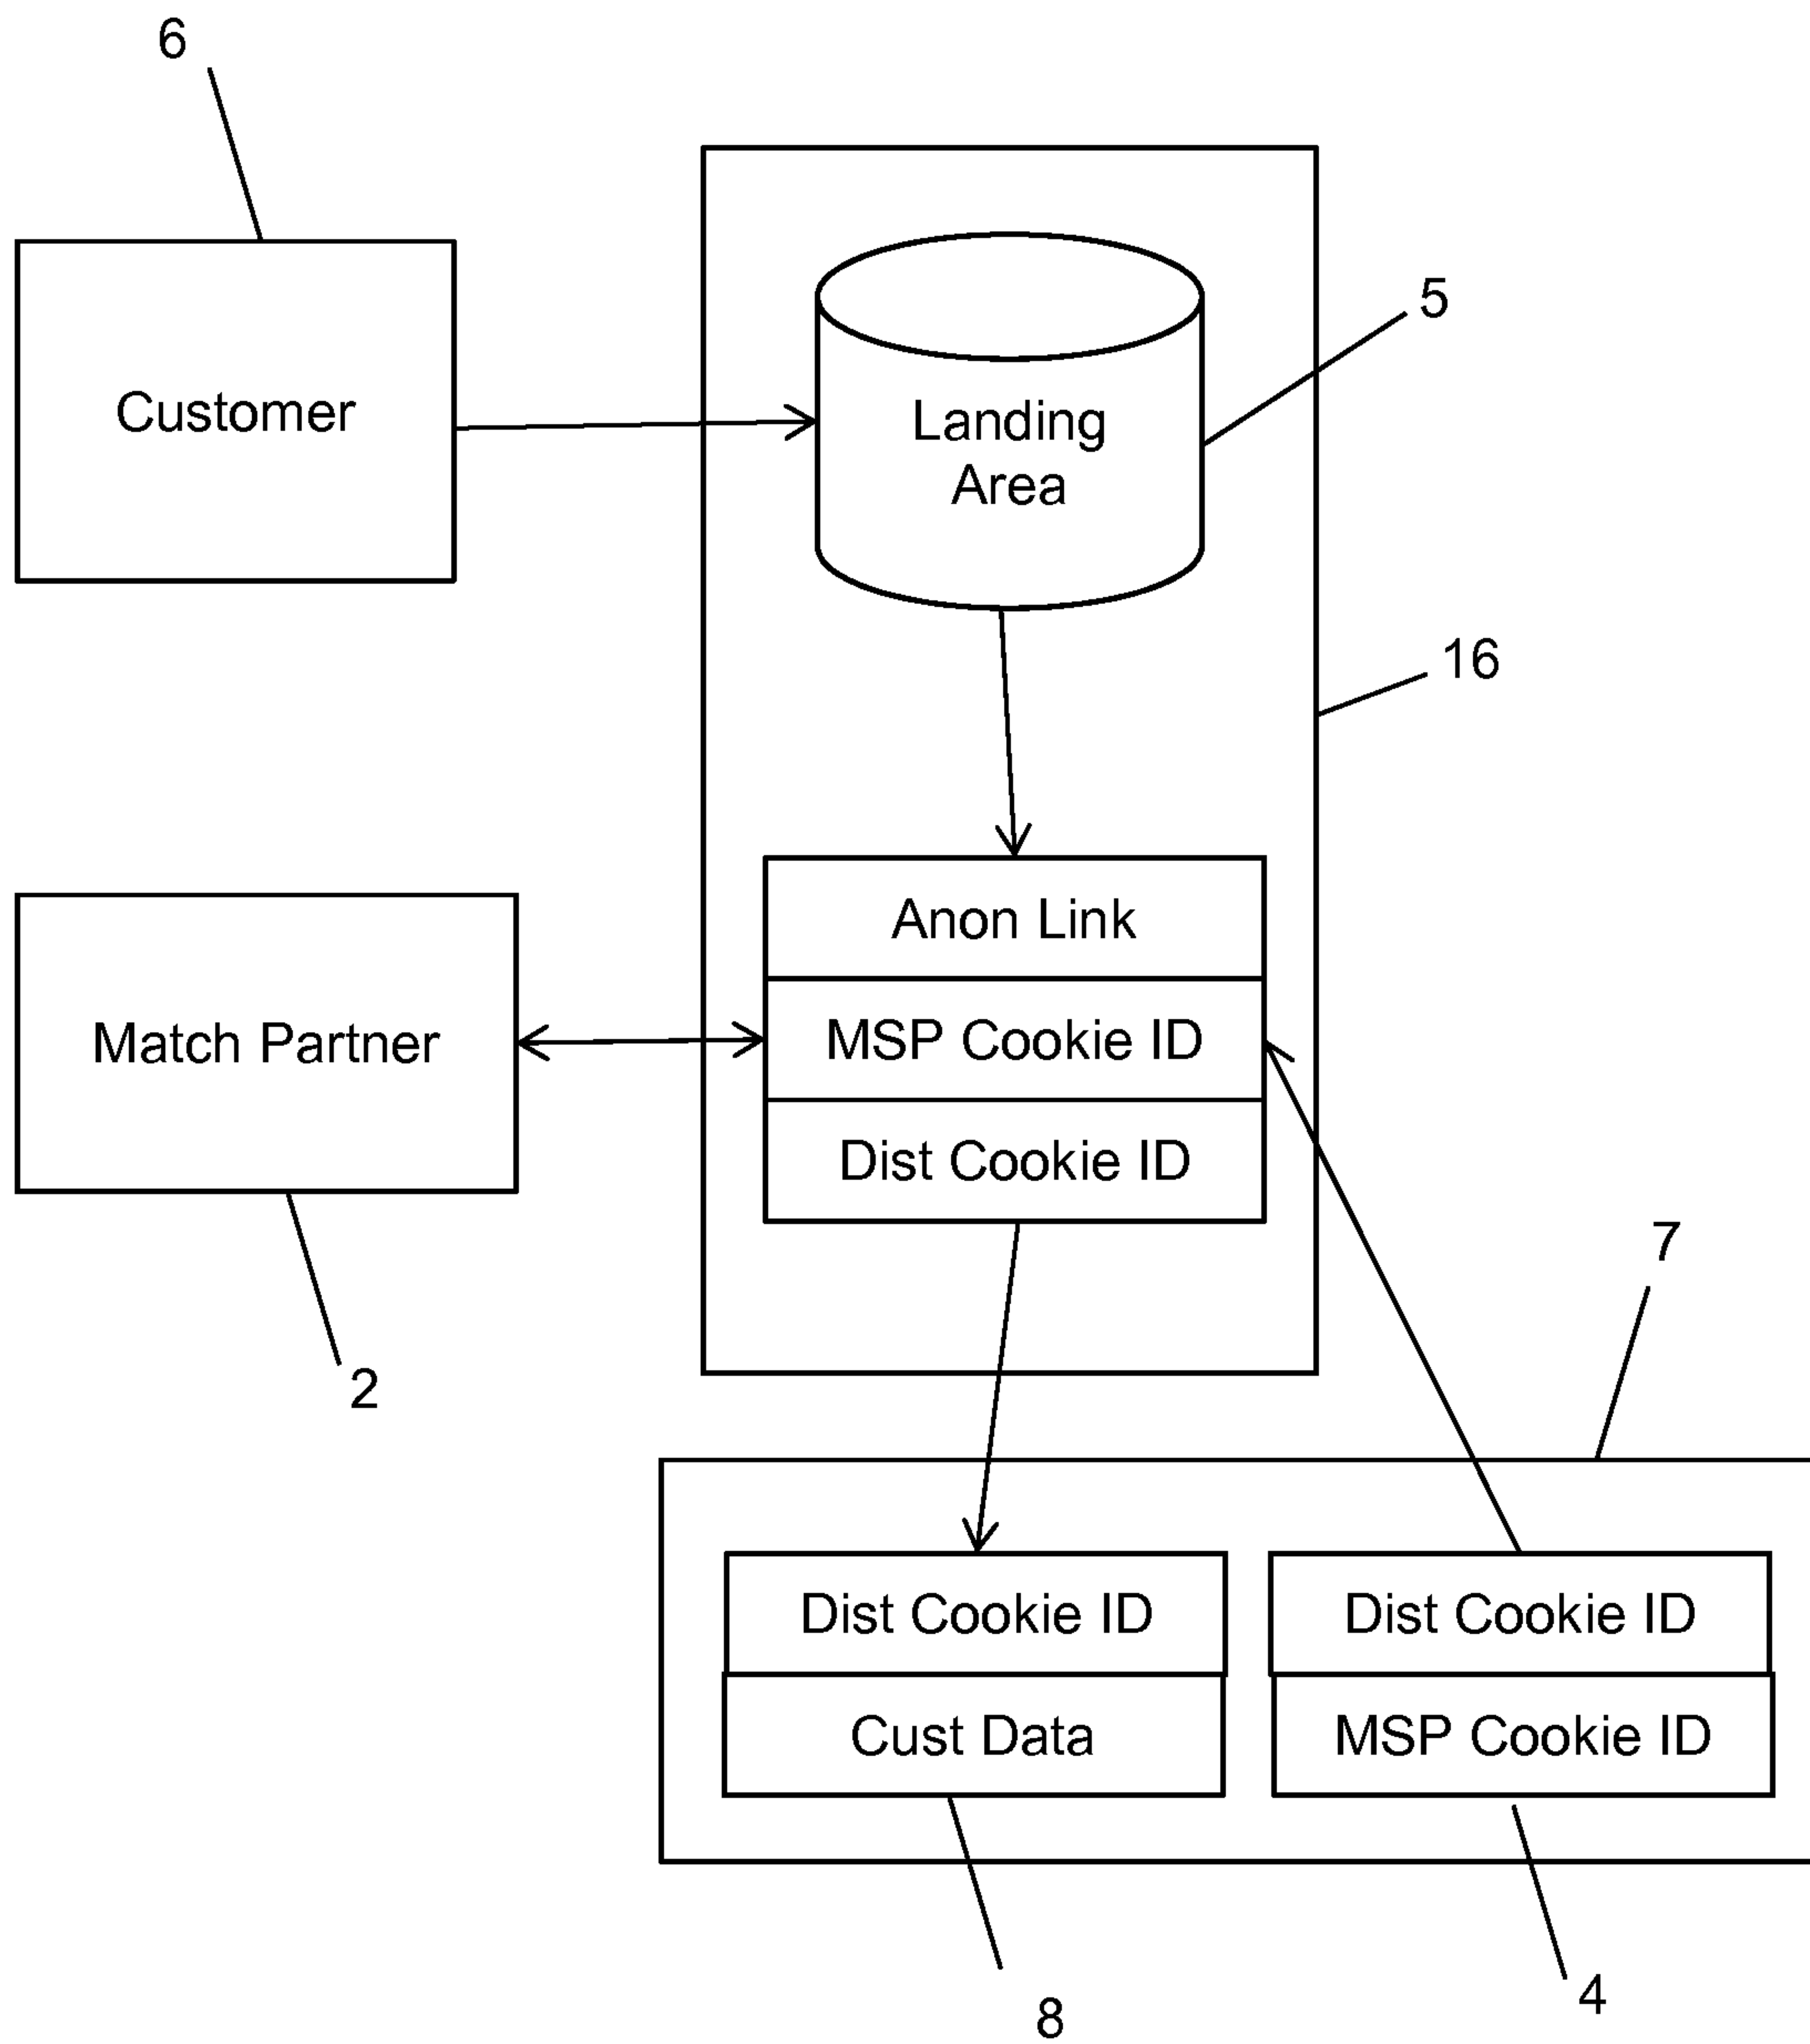 6
Customer
Landing
Area
5
16
Anon Link
MSP Cookie ID
Dist Cookie ID
Match Partner
2
7
Dist Cookie ID
Cust Data
Dist Cookie ID
MSP Cookie ID
8
4